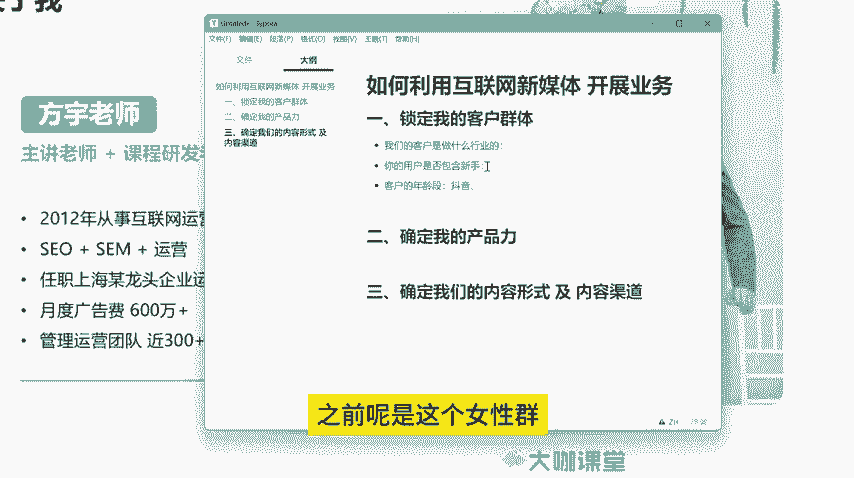 于我
方宇老师
主讲老师 + 课程研发
• 2012年从事互联网运营
• SEO + SEM + 运营
• 任职上海某龙头企业运
• 月度广告费 600万+
• 管理运营团队 近300+
文件(F) 编辑(E) 段落(P) 格式(O) 视图(V) 主题(T) 帮助(H)
文件 大纲
如何利用互联网新媒体 开展业务
一、锁定我的客户群体
二、确定我的产品力
三、确定我们的内容形式 及
内容渠道
如何利用互联网新媒体 开展业务
一、锁定我的客户群体
• 我们的客户是做什么行业的:
• 你的用户是否包含新手:
• 客户的年龄段：抖音、
二、确定我的产品力
三、确定我们的内容形式 及 内容渠道
之前呢是这个女性群
大咖课堂